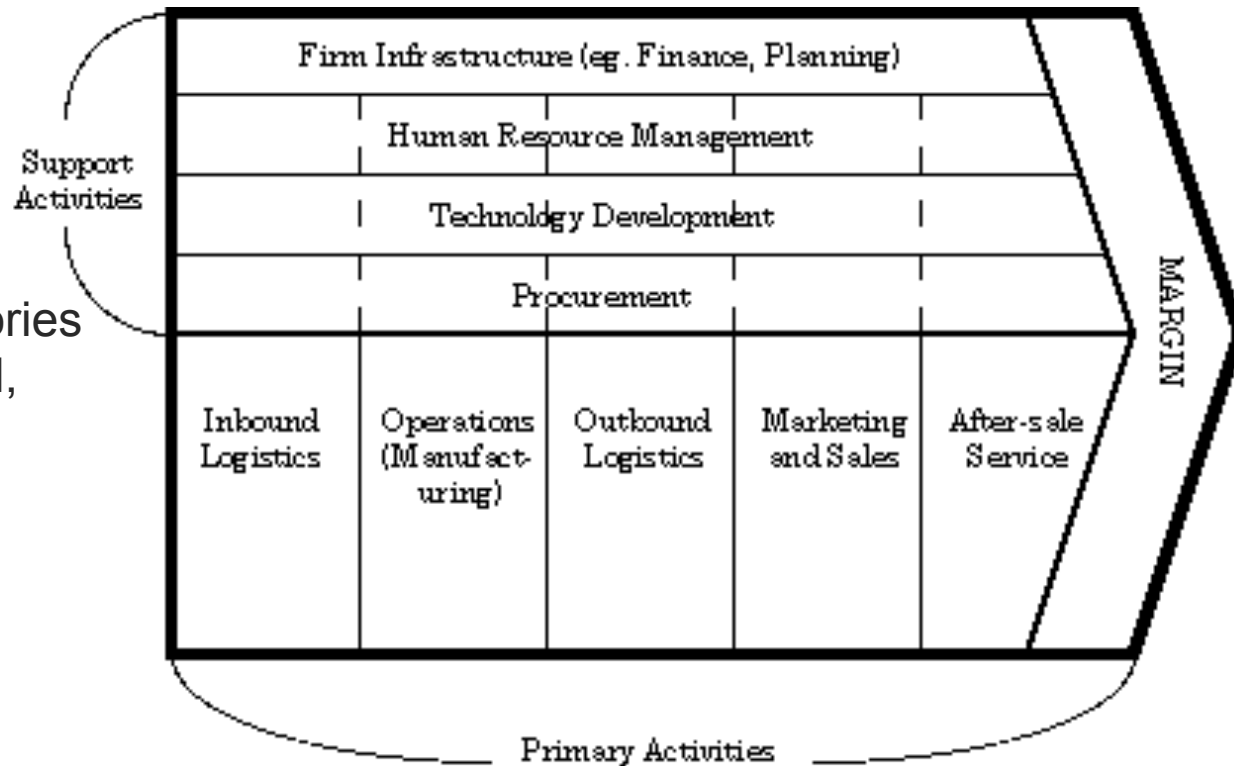 Firm Infrastructure (eg. Finance, Planning)
Human Resource Management
Support
Activities
Technology Development
Procurement
ories
,
MARGIN
Inbound
Logistics
Operations
(Manufact-
uring)
Outbound
Logistics
Marketing
and Sales
After-sale
Service
Primary Activities